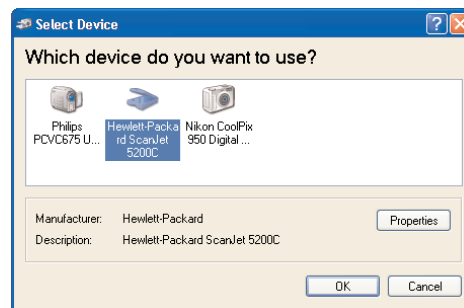 Select Device
Which device do you want to use?
Philips
PCVC675 U...
Hewlett-Packa
rd ScanJet
5200C
Nikon CoolPix
950 Digital ...
Manufacturer: Hewlett-Packard
Properties
Description: Hewlett-Packard ScanJet 5200C
OK
Cancel